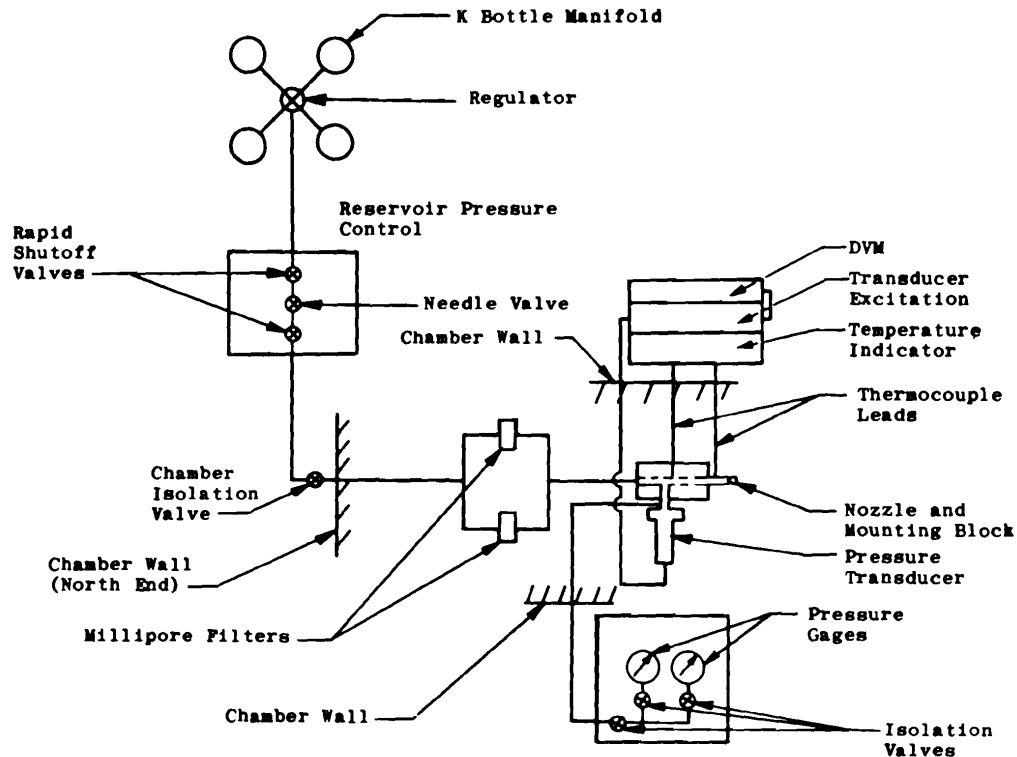 K Bottle Manifold
Regulator
Reservoir Pressure
Control
Rapid
Shutoff
Valves
Needle Valve
Chamber Wall
DVM
Transducer
Excitation
Temperature
Indicator
Thermocouple
Leads
Chamber
Isolation
Valve
Nozzle and
Mounting Block
Pressure
Transducer
Chamber Wall
(North End)
Millipore Filters
Pressure
Gages
Chamber Wall
Isolation
Valves